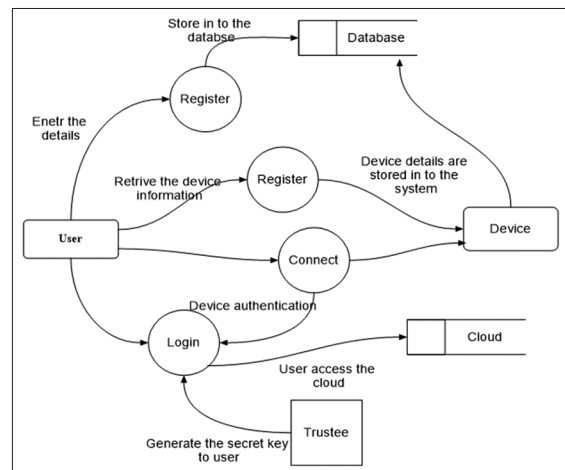 Store in to the
databse
Database
Register
Enetr the
details
Retrive the device
information
Register
Device details are
stored in to the
system
User
Device
Connect
Device authentication
Login
Cloud
User access the
cloud
Trustee
Generate the secret key
to user